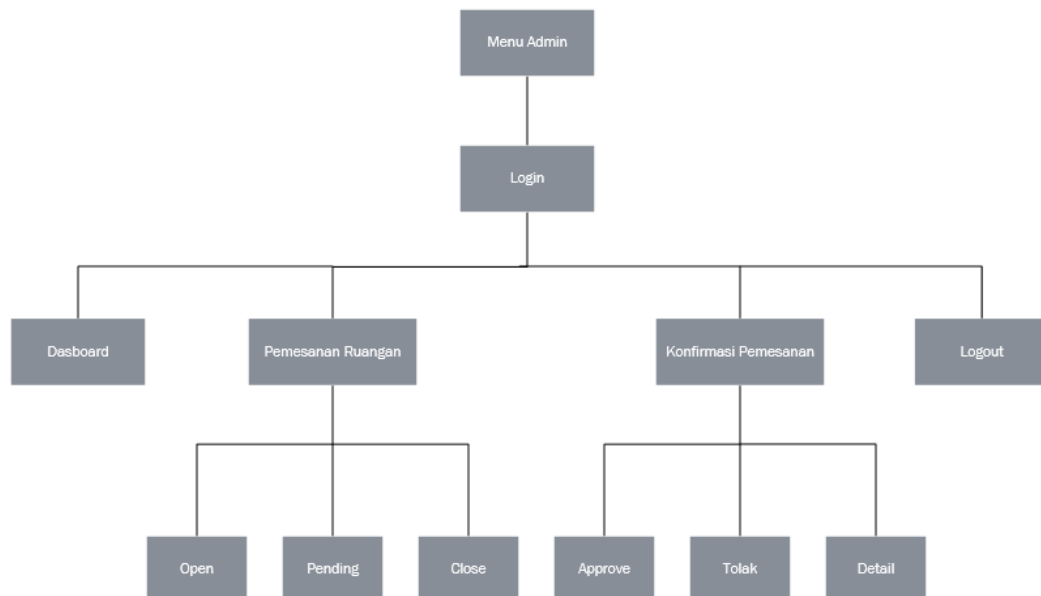 Menu Admin
Login
Dasboard
Pemesanan Ruangan
Konfirmasi Pemesanan
Logout
Open
Pending
Close
Approve
Tolak
Detail